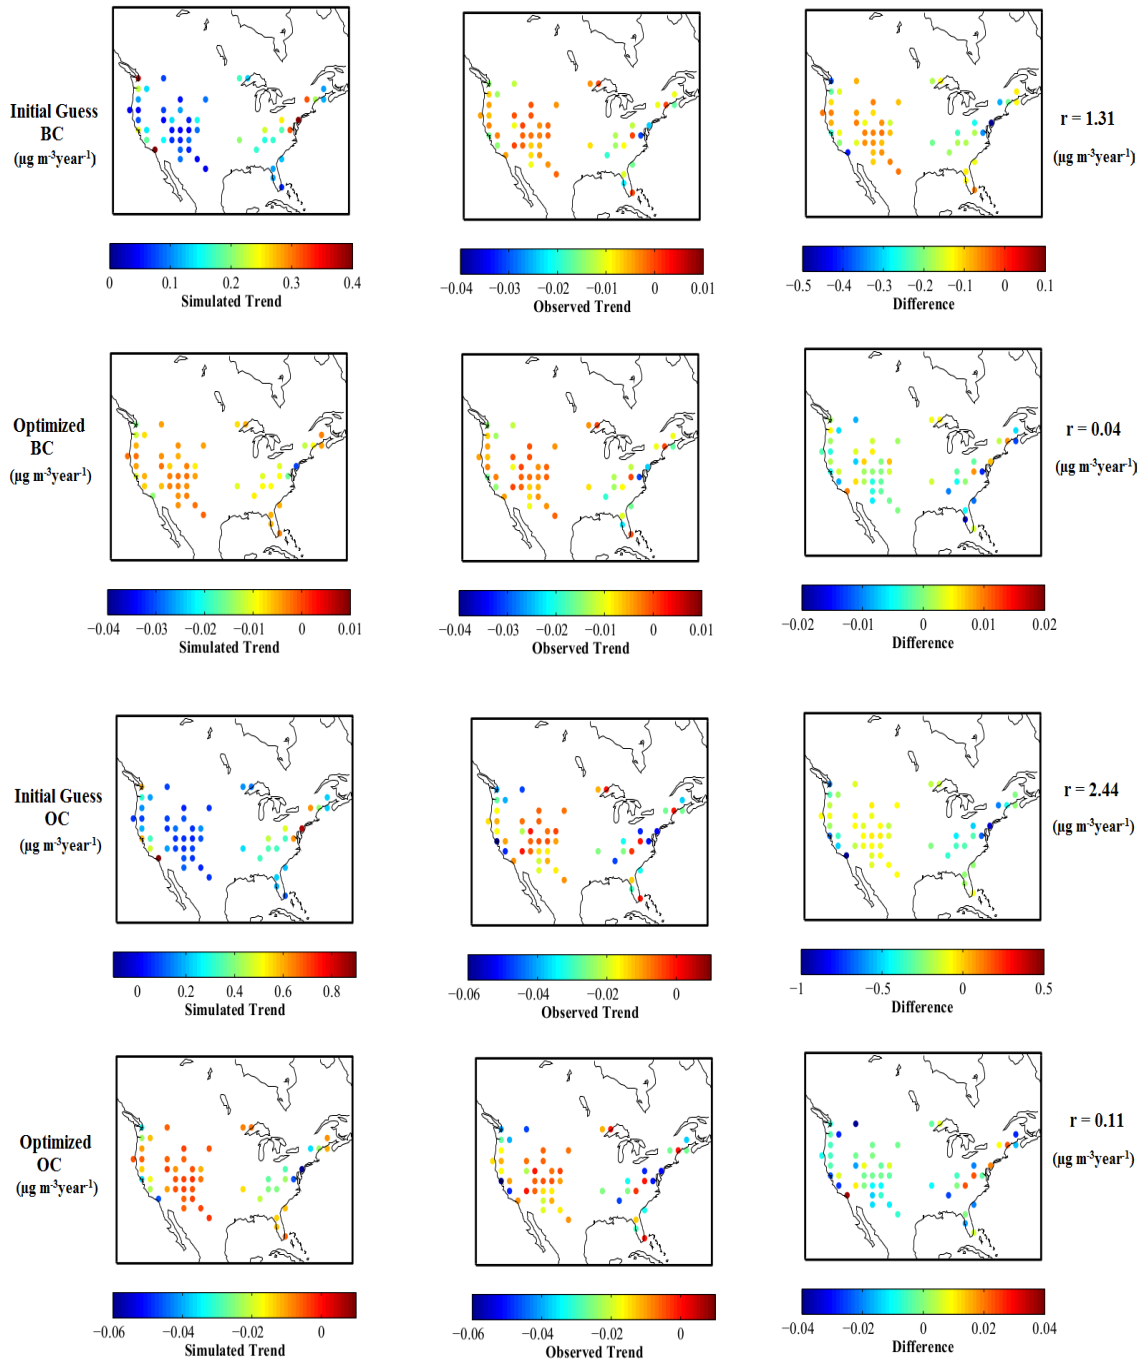 Initial Guess
BC
(µg m-3year-1)
r = 1.31
(µg m-3year-1)
0 0.1 0.2 0.3 0.4
Simulated Trend
−0.04 −0.03 −0.02 −0.01 0 0.01
Observed Trend
−0.5 −0.4 −0.3 −0.2 −0.1 0 0.1
Difference
Optimized
BC
(µg m-3year-1)
r = 0.04
(µg m-3year-1)
−0.04 −0.03 −0.02 −0.01 0 0.01
Simulated Trend
−0.04 −0.03 −0.02 −0.01 0 0.01
Observed Trend
−0.02 −0.01 0 0.01 0.02
Difference
Initial Guess
OC
(µg m-3year-1)
r = 2.44
(µg m-3year-1)
0 0.2 0.4 0.6 0.8
Simulated Trend
−0.06 −0.04 −0.02 0
Observed Trend
−1 −0.5 0 0.5
Difference
Optimized
OC
(µg m-3year-1)
r = 0.11
(µg m-3year-1)
−0.06 −0.04 −0.02 0
Simulated Trend
−0.06 −0.04 −0.02 0
Observed Trend
−0.04 −0.02 0 0.02 0.04
Difference